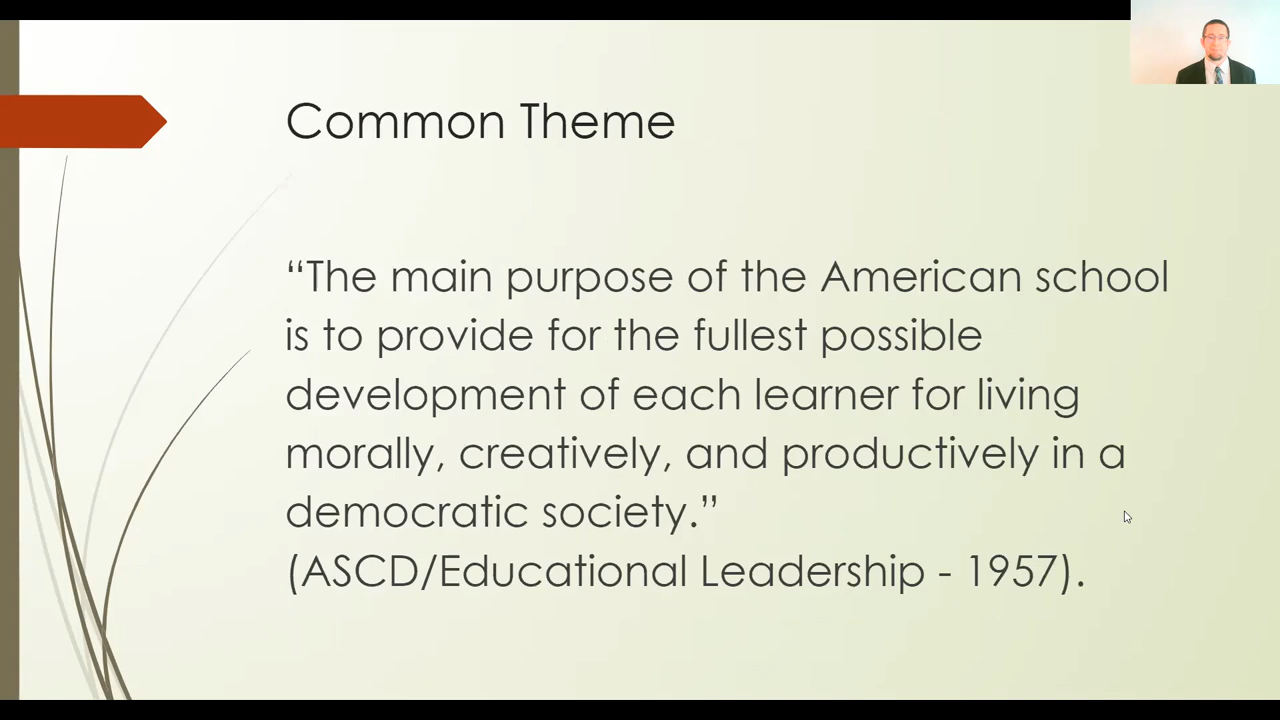 Common Theme
“The main purpose of the American school
is to provide for the fullest possible
development of each learner for living
morally, creatively, and productively in a
democratic society.”
(ASCD/Educational Leadership - 1957).